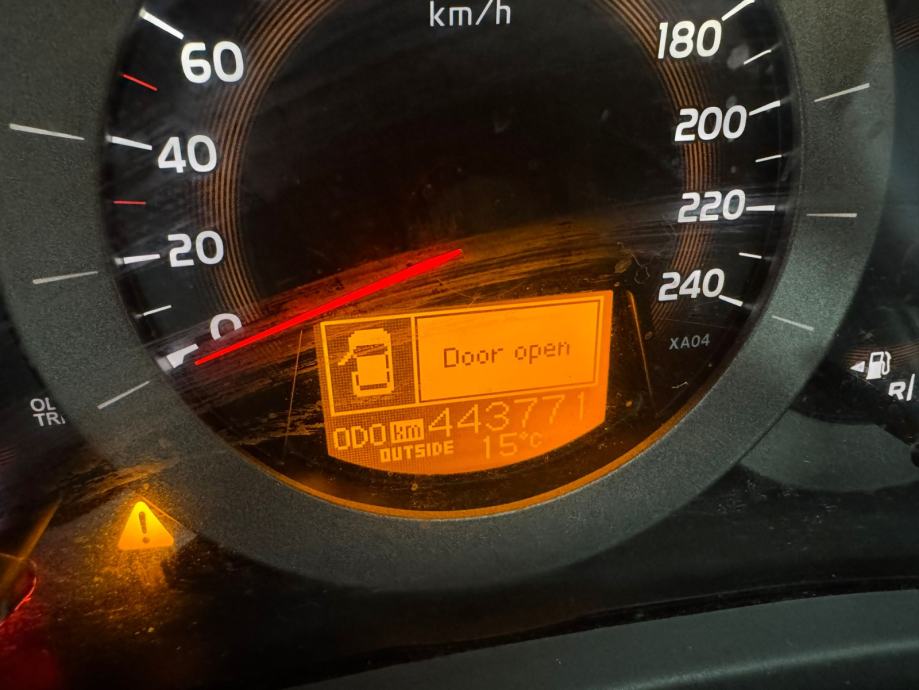 km/h
60
180
40
200
20
220
0
240
Door open
XA04
ODO km 443771
OUTSIDE 15°C
R/